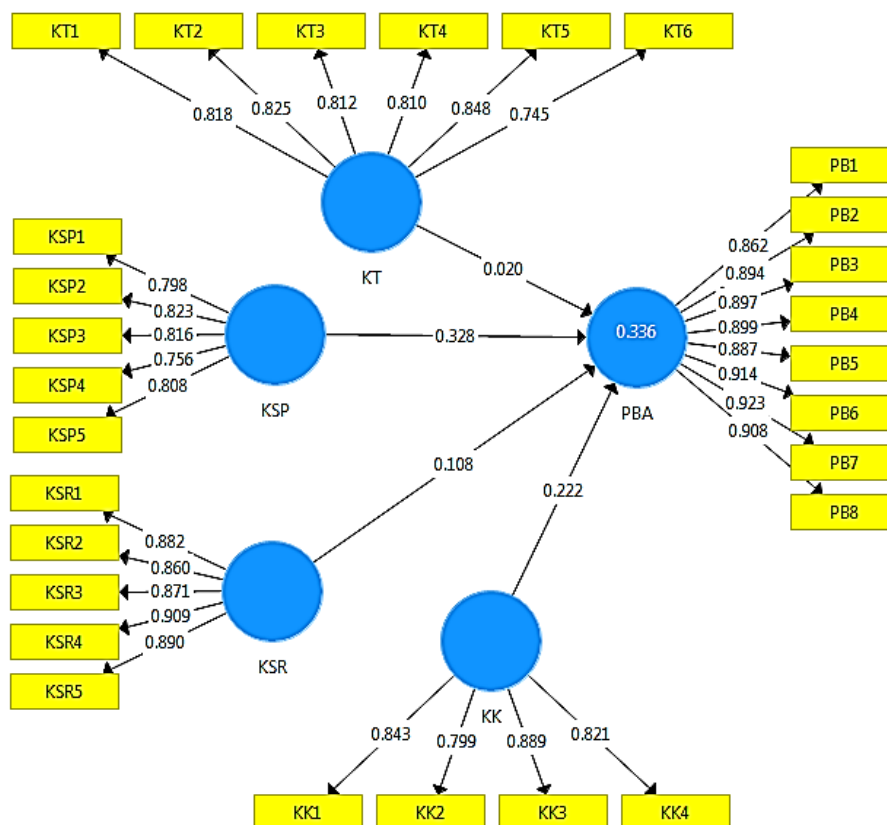 KT1 KT2 KT3 KT4 KT5 KT6
0.818 0.825 0.812 0.810 0.848 0.745
KT
KSP1
KSP2
KSP3
KSP4
KSP5
0.798
0.823
0.816
0.756
0.808
KSP
KSR1
KSR2
KSR3
KSR4
KSR5
0.882
0.860
0.871
0.909
0.890
KSR
0.020
0.328
0.108
0.222
0.336
PBA
0.862
0.894
0.897
0.899
0.887
0.914
0.923
0.908
PB1
PB2
PB3
PB4
PB5
PB6
PB7
PB8
KK
0.843 0.799 0.889 0.821
KK1 KK2 KK3 KK4